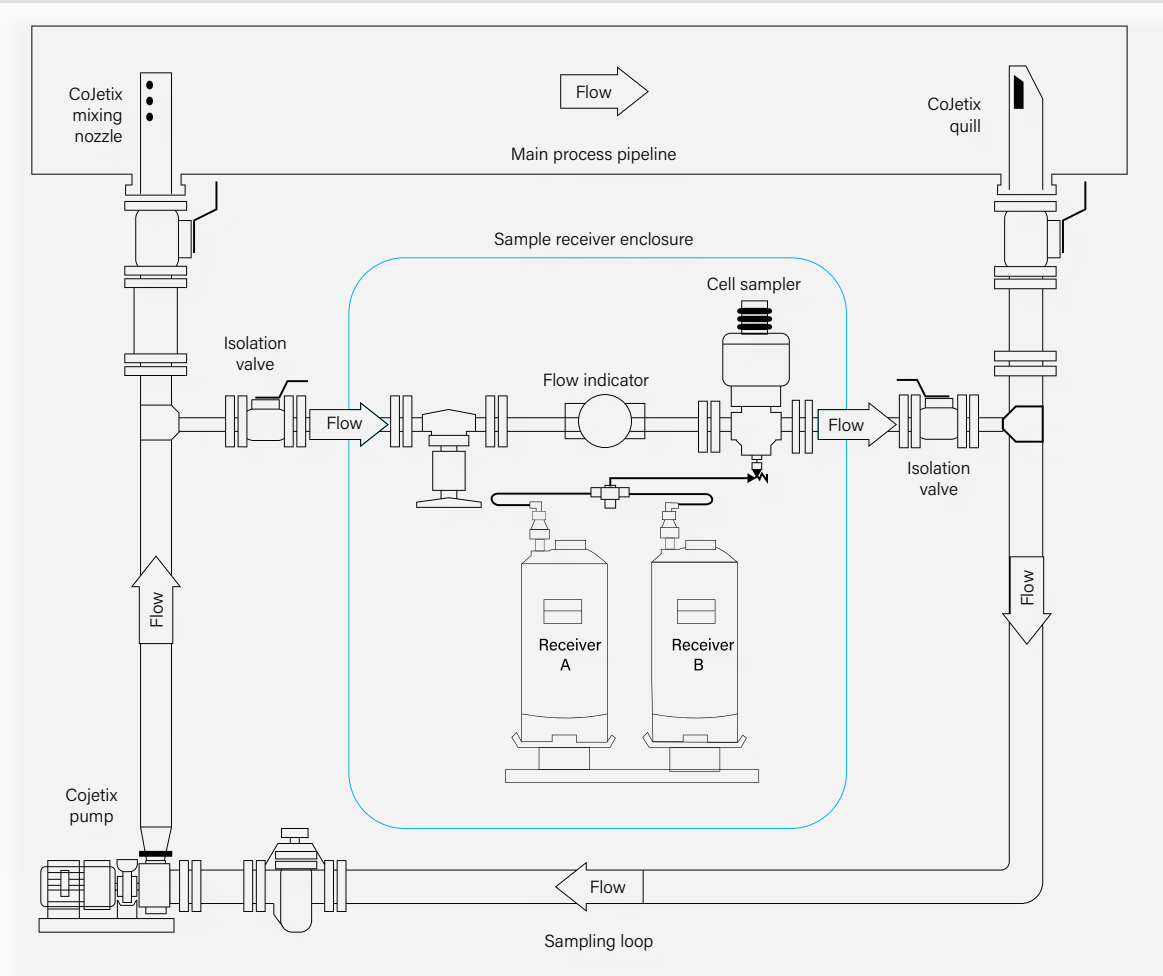 CoJetix
mixing
nozzle
Flow
CoJetix
quill
Main process pipeline
Sample receiver enclosure
Cell sampler
Isolation
valve
Flow indicator
Flow
Flow
Isolation
valve
Flow
Flow
Receiver
A
Receiver
B
Cojetix
pump
Flow
Sampling loop